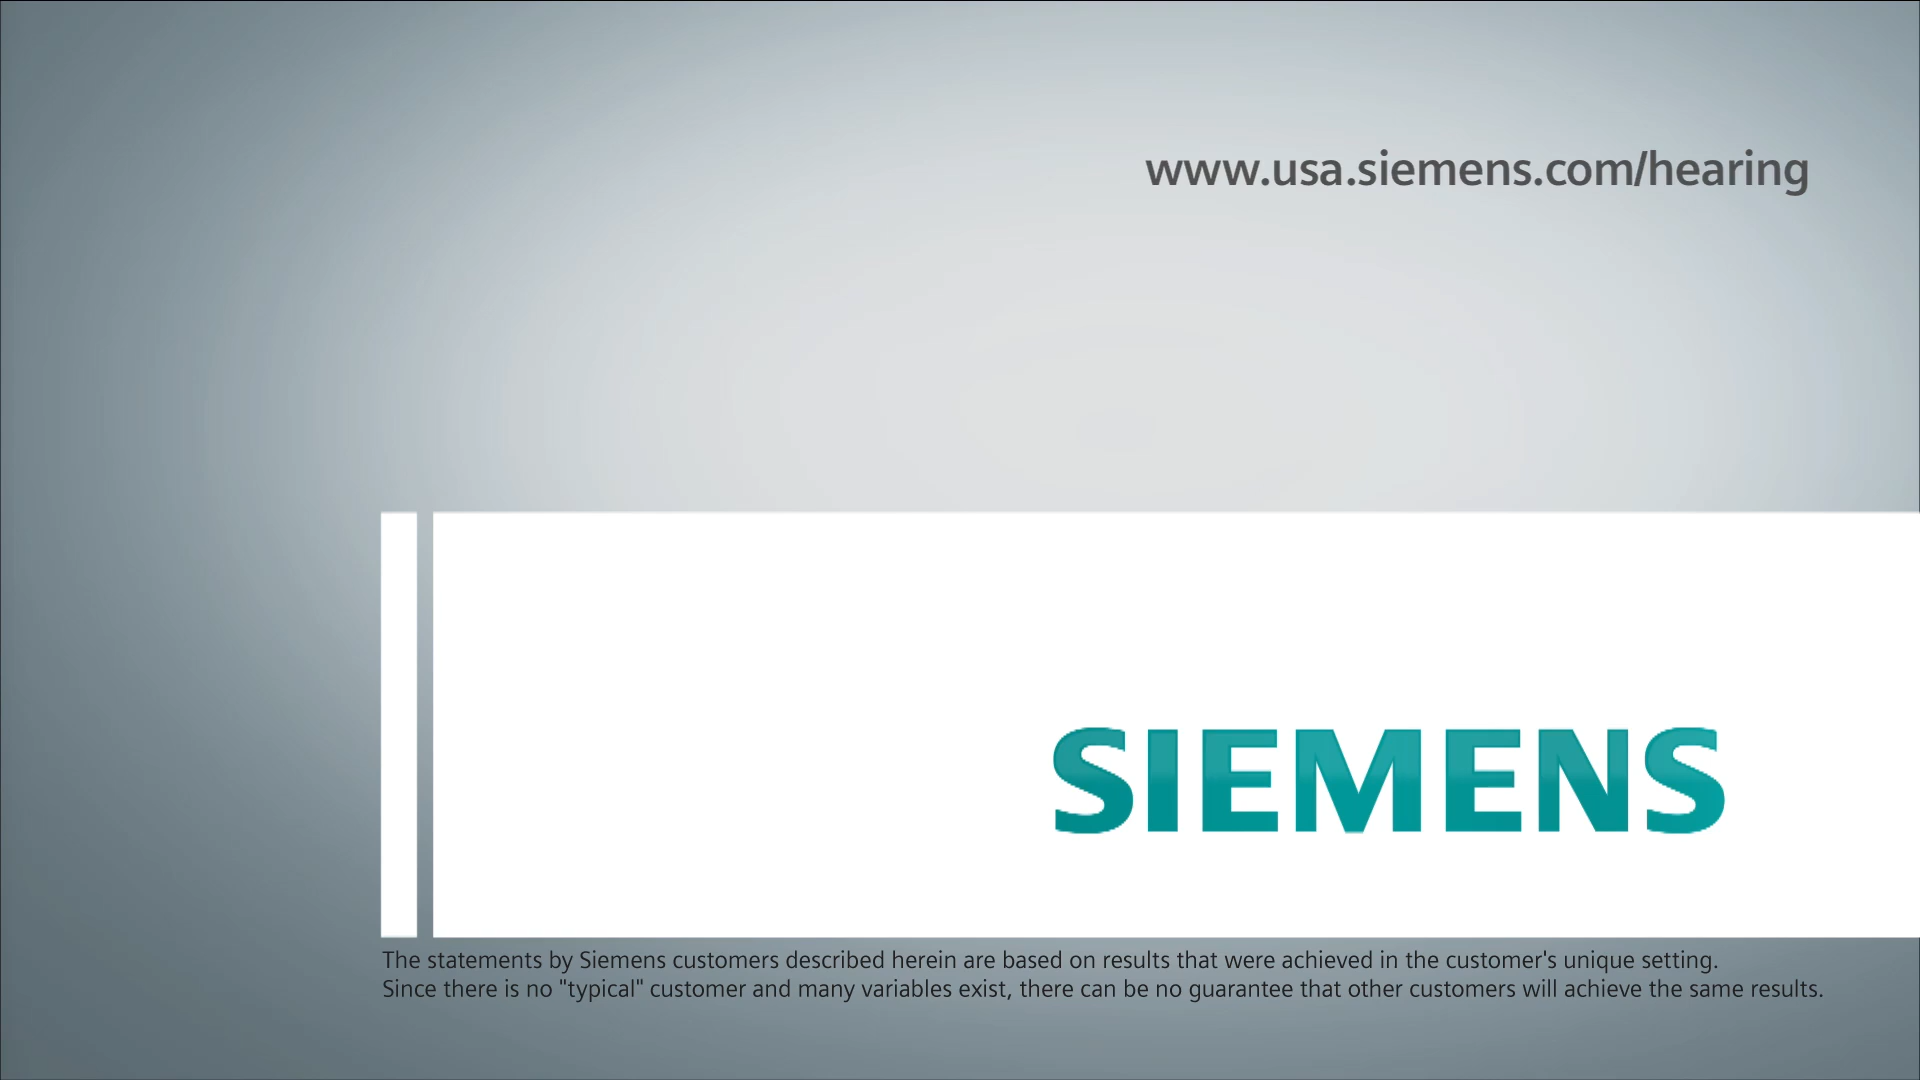 www.usa.siemens.com/hearing
SIEMENS
The statements by Siemens customers described herein are based on results that were achieved in the customer's unique setting.
Since there is no "typical" customer and many variables exist, there can be no guarantee that other customers will achieve the same results.